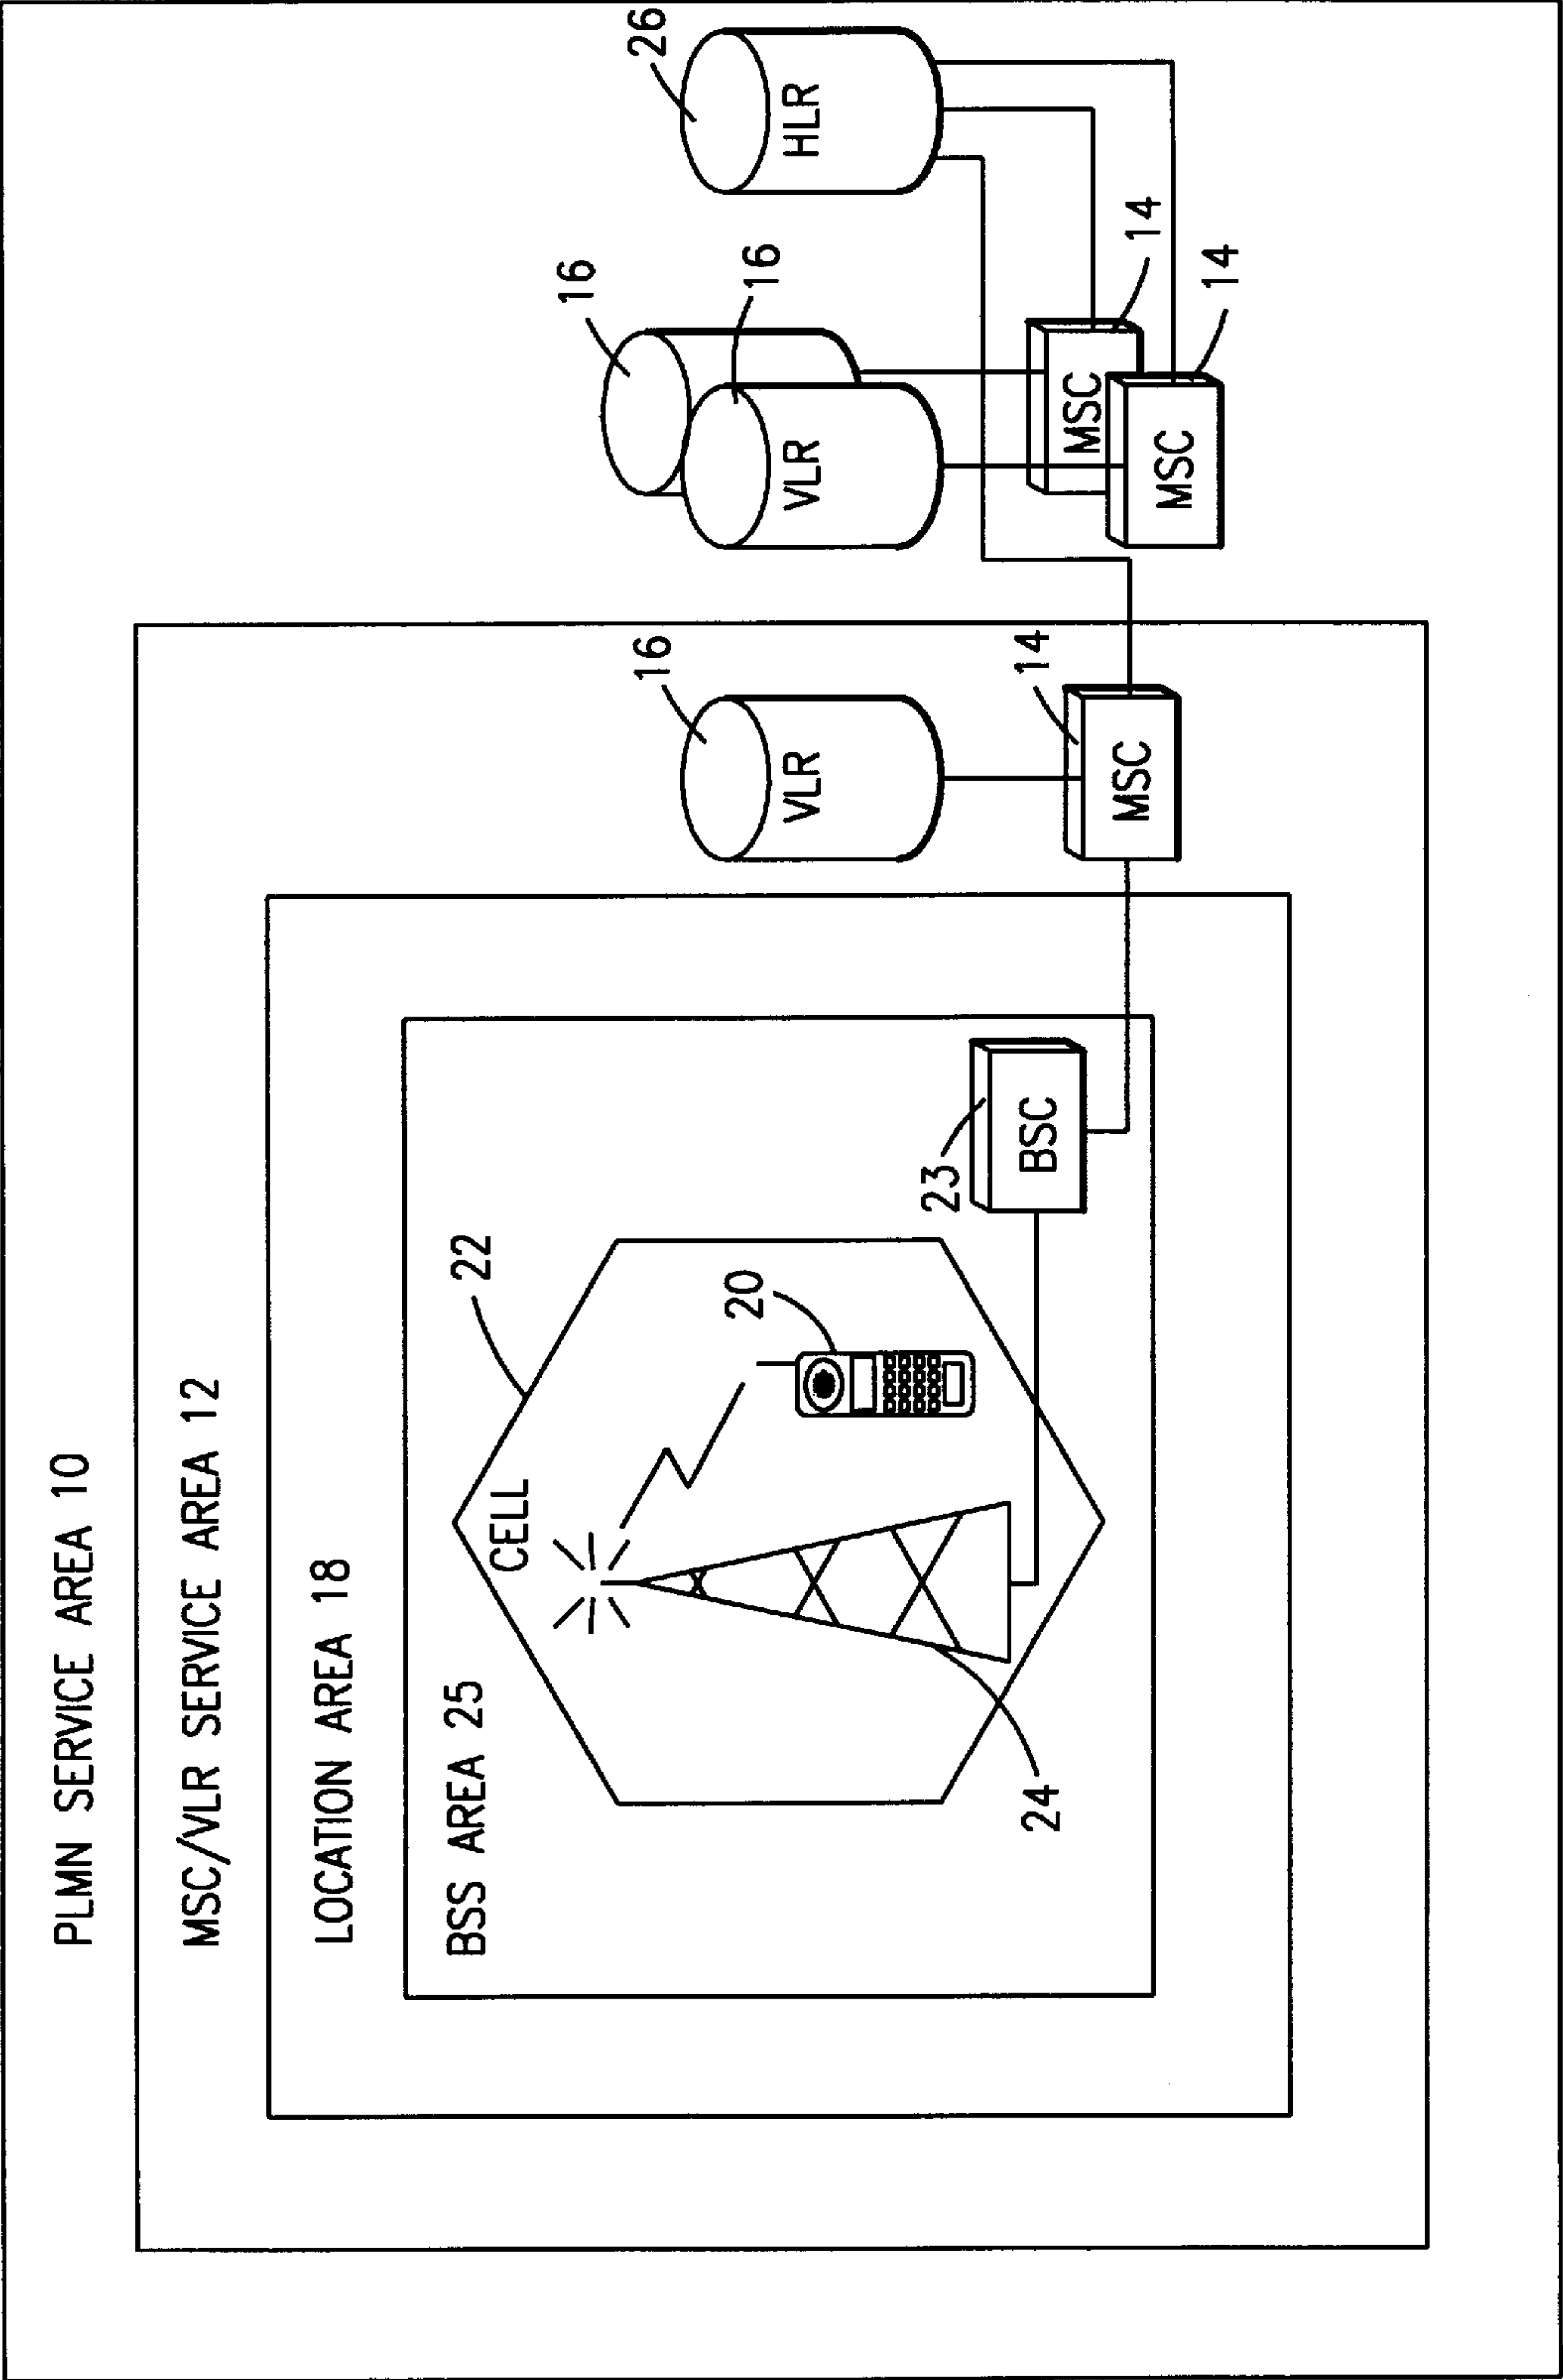 PLMN SERVICE AREA 10
MSC/VLR SERVICE AREA 12
LOCATION AREA 18
BSS AREA 25
CELL
22
20
24
23
BSC
16
VLR
14
MSC
16
16
VLR
MSC
14
MSC
14
26
HLR